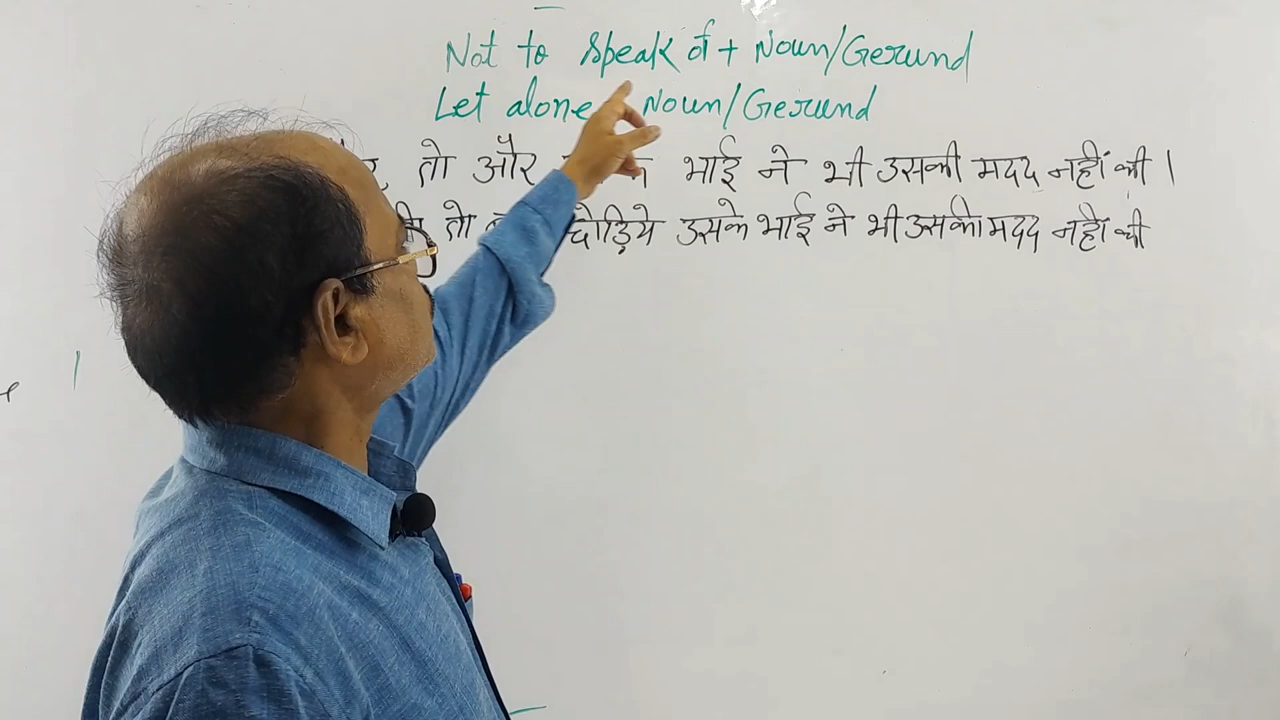 Not to speak of + Noun/Gerund
Let alone Noun/Gerund
तो और भाई ने भी उसकी मदद नहीं की ।
तो छोड़िये उसके भाई ने भी उसकी मदद नहीं की